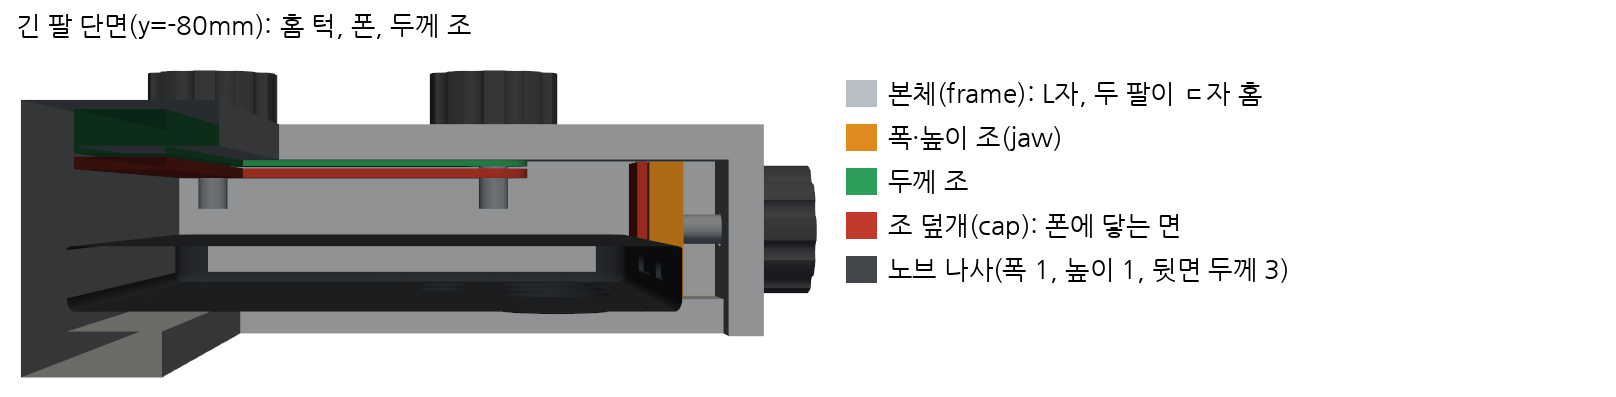 긴 팔 단면(y=-80mm): 홈 턱, 폰, 두께 조
본체(frame): L자, 두 팔이 ㄷ자 홈
폭·높이 조(jaw)
두께 조
조 덮개(cap): 폰에 닿는 면
노브 나사(폭 1, 높이 1, 뒷면 두께 3)